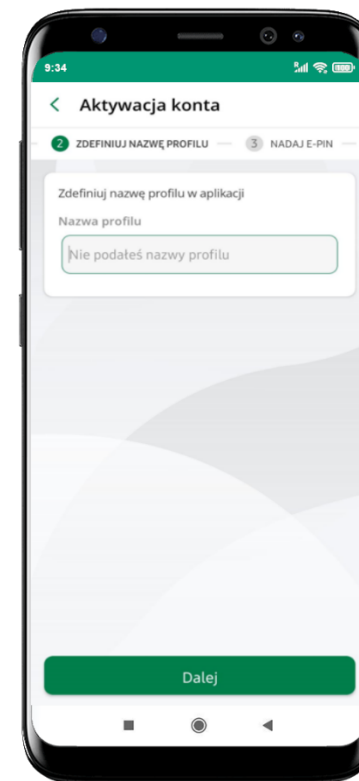 9:34
Aktywacja konta
2 ZDEFINIUJ NAZWĘ PROFILU 3 NADAJ E-PIN
Zdefiniuj nazwę profilu w aplikacji
Nazwa profilu
Nie podałeś nazwy profilu
Dalej